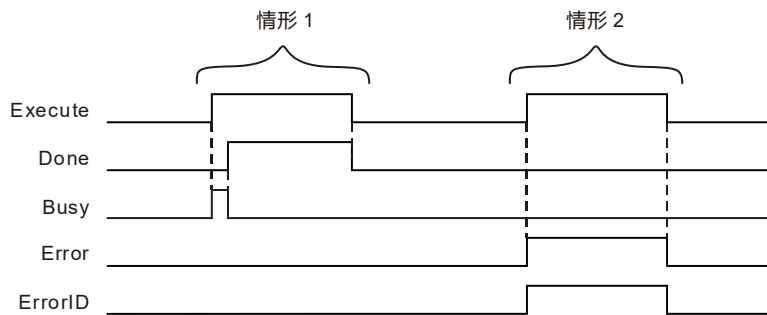 情形 1
情形 2
Execute
Done
Busy
Error
ErrorID